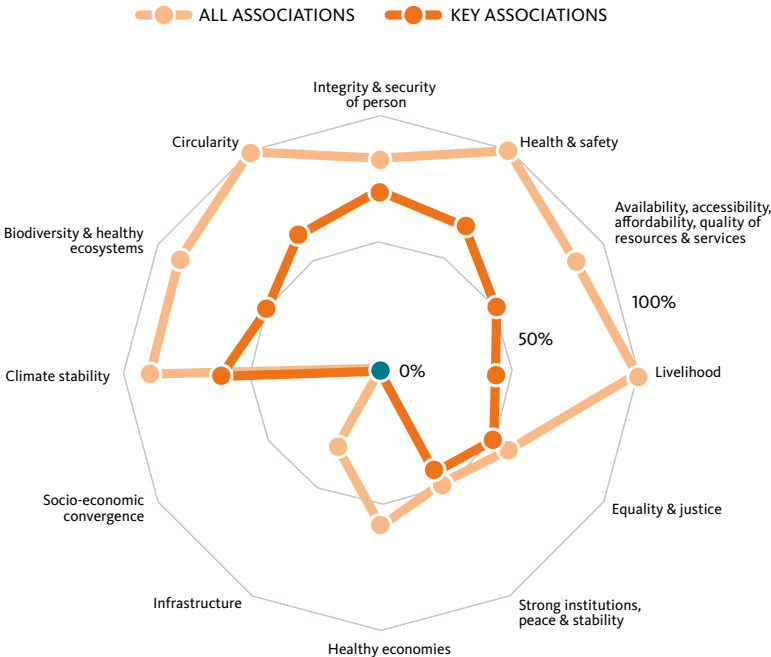 ALL ASSOCIATIONS
KEY ASSOCIATIONS
Integrity & security
of person
Circularity
Health & safety
Availability, accessibility,
affordability, quality of
resources & services
Biodiversity & healthy
ecosystems
100%
50%
0%
Climate stability
Livelihood
Socio-economic
convergence
Equality & justice
Infrastructure
Strong institutions,
peace & stability
Healthy economies